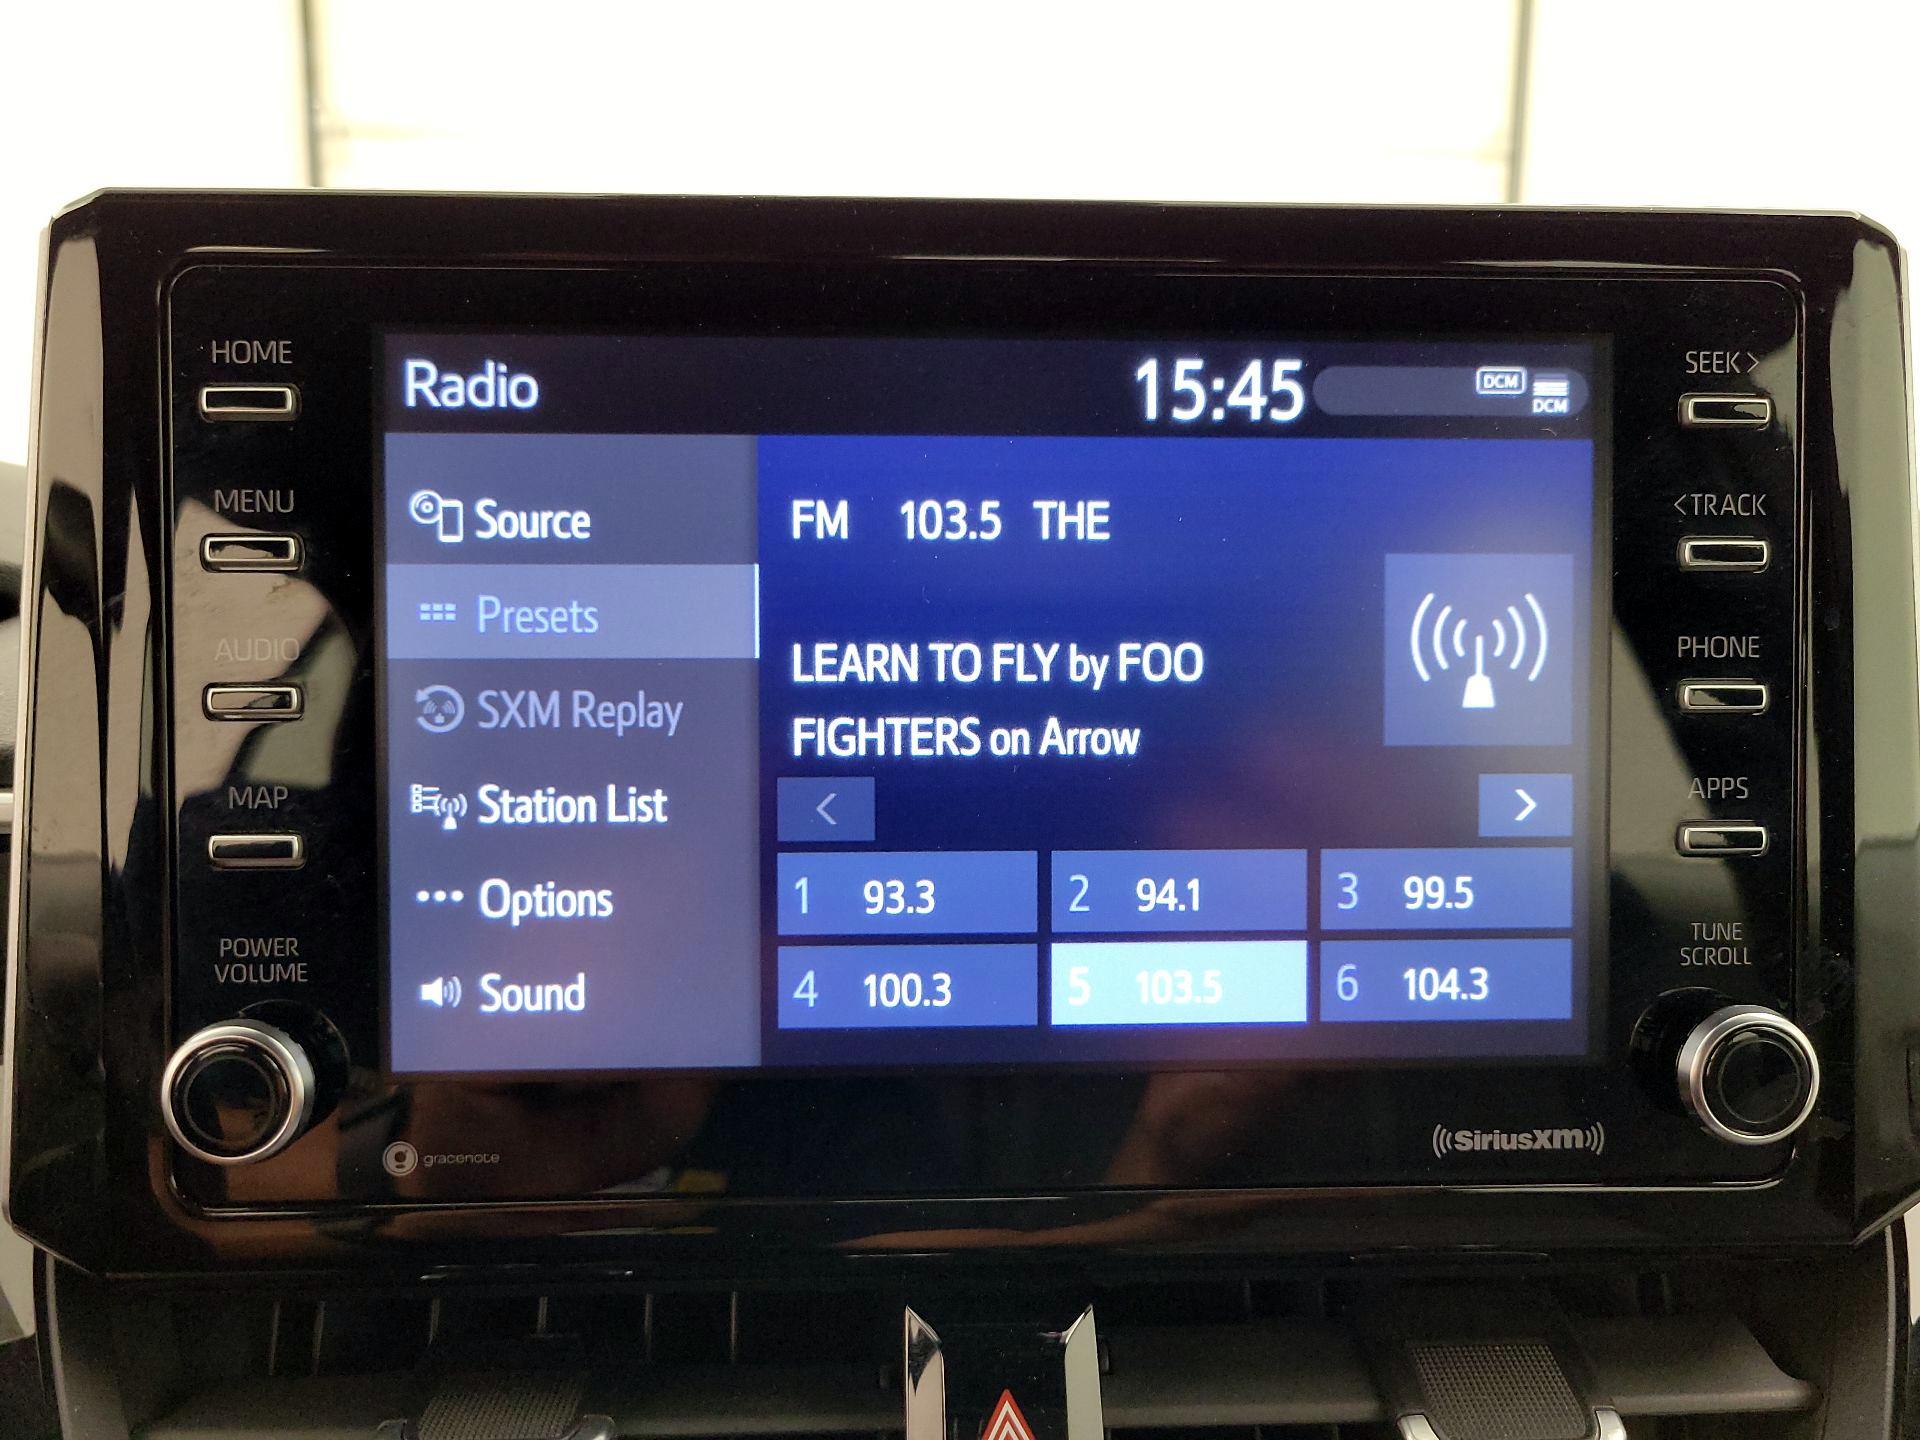 HOME
MENU
AUDIO
MAP
POWER
VOLUME
Radio
15:45
DCM
DCM
Source
Presets
SXM Replay
Station List
Options
Sound
FM 103.5 THE
LEARN TO FLY by FOO
FIGHTERS on Arrow
<
>
1 93.3
2 94.1
3 99.5
4 100.3
5 103.5
6 104.3
SEEK >
< TRACK
PHONE
APPS
TUNE
SCROLL
g gracenote
((SiriusXM))